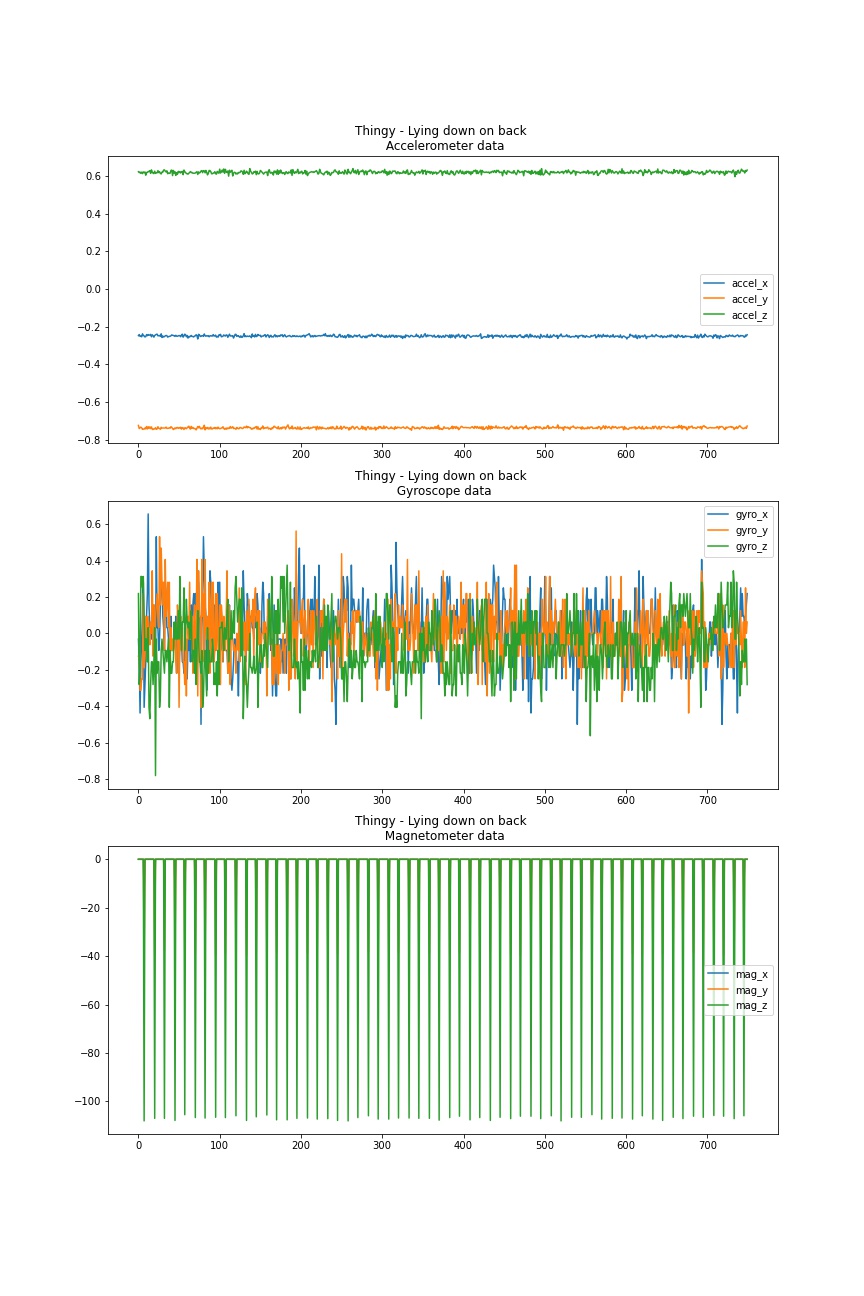 Thingy - Lying down on back
Accelerometer data
0.6
0.4
0.2
0.0
−0.2
−0.4
−0.6
−0.8
accel_x
accel_y
accel_z
0 100 200 300 400 500 600 700
Thingy - Lying down on back
Gyroscope data
0.6
0.4
0.2
0.0
−0.2
−0.4
−0.6
−0.8
gyro_x
gyro_y
gyro_z
0 100 200 300 400 500 600 700
Thingy - Lying down on back
Magnetometer data
0
−20
−40
−60
−80
−100
mag_x
mag_y
mag_z
0 100 200 300 400 500 600 700